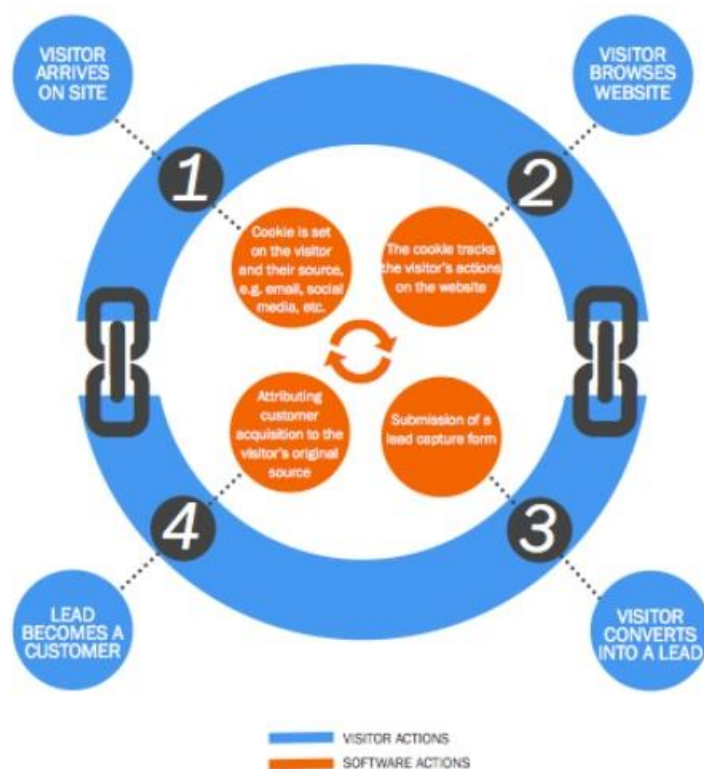 VISITOR
ARRIVES
ON SITE
VISITOR
BROWSES
WEBSITE
1
2
Cookie is set
on the visitor
and their source,
e.g. email, social
media, etc.
The cookie tracks
the visitor's actions
on the website
Attributing
customer
acquisition to the
visitor's original
source
Submission of a
lead capture form
4
3
LEAD
BECOMES A
CUSTOMER
VISITOR
CONVERTS
INTO A LEAD
VISITOR ACTIONS
SOFTWARE ACTIONS